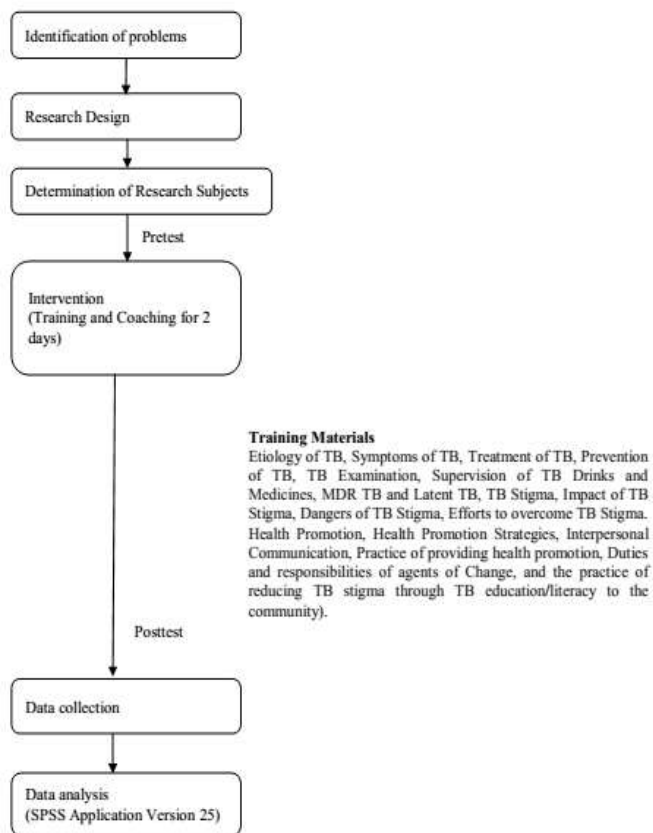 Identification of problems
Research Design
Determination of Research Subjects
Pretest
Intervention
(Training and Coaching for 2
days)
Training Materials
Etiology of TB, Symptoms of TB, Treatment of TB, Prevention
of TB, TB Examination, Supervision of TB Drinks and
Medicines, MDR TB and Latent TB, TB Stigma, Impact of TB
Stigma, Dangers of TB Stigma, Efforts to overcome TB Stigma.
Health Promotion, Health Promotion Strategies, Interpersonal
Communication, Practice of providing health promotion, Duties
and responsibilities of agents of Change, and the practice of
reducing TB stigma through TB education/literacy to the
community).
Posttest
Data collection
Data analysis
(SPSS Application Version 25)